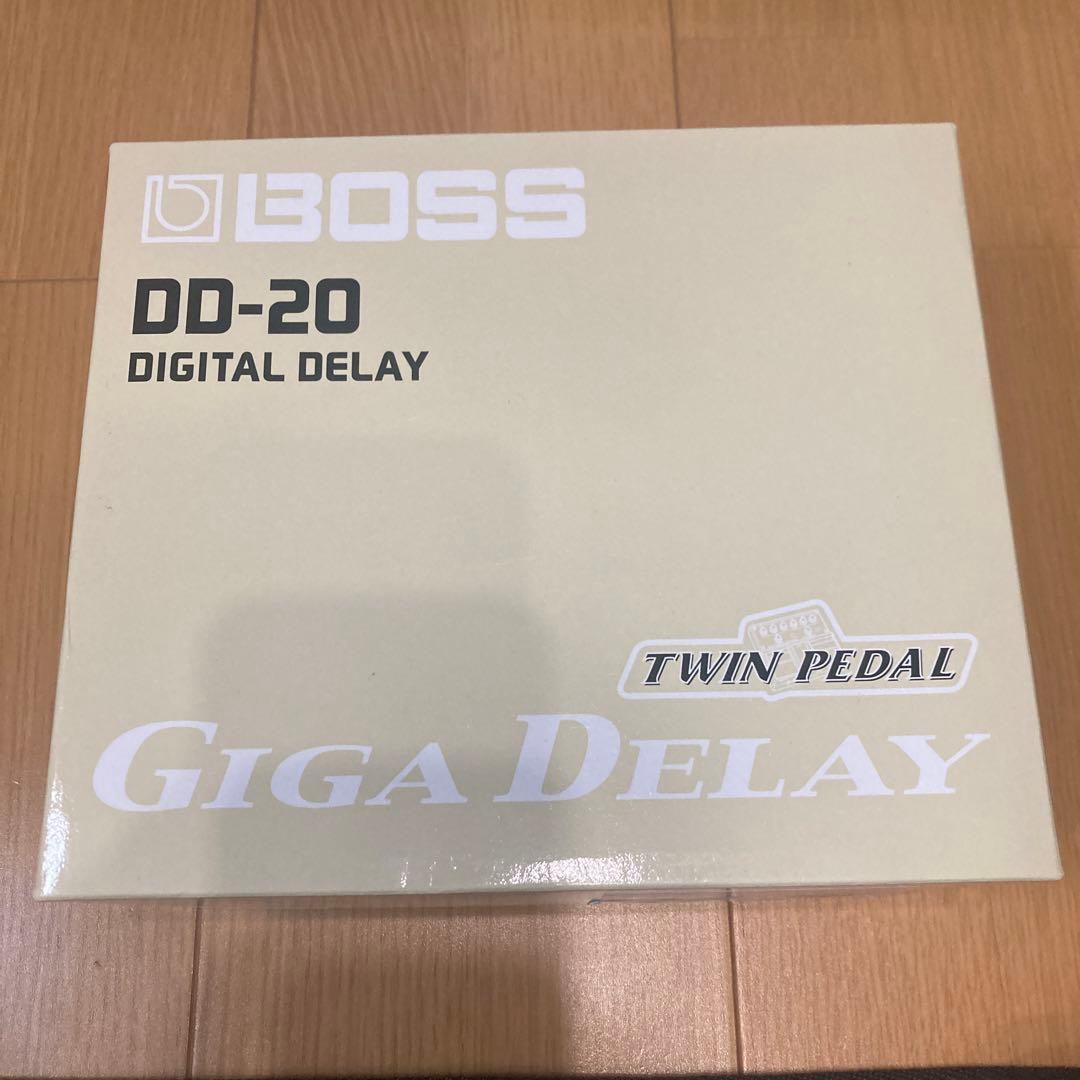 BOSS
DD-20
DIGITAL DELAY
TWIN PEDAL
GIGA DELAY